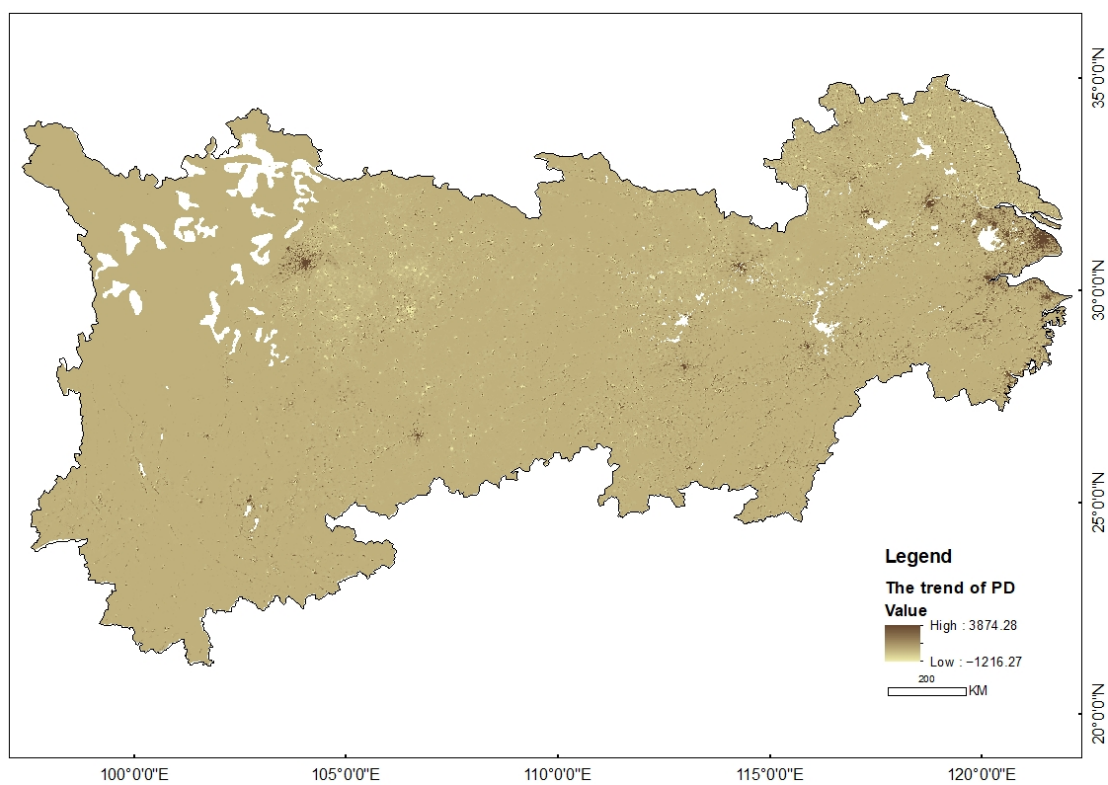 35°0'0"N
30°0'0"N
25°0'0"N
20°0'0"N
Legend
The trend of PD
Value
High : 3874.28
Low : −1216.27
200
KM
100°0'0"E 105°0'0"E 110°0'0"E 115°0'0"E 120°0'0"E